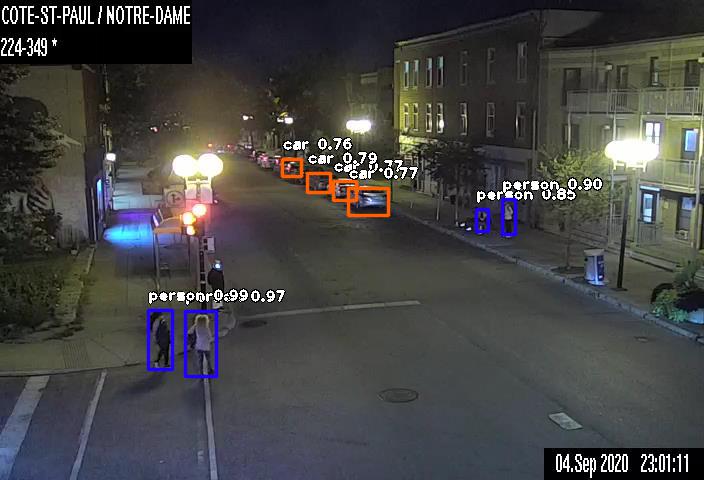 COTE-ST-PAUL / NOTRE-DAME
224-349 *
car 0.76
car 0.79
car 0.77
car 0.77
person 0.90
person 0.85
person 0.99
0.97
04.Sep 2020 23:01:11